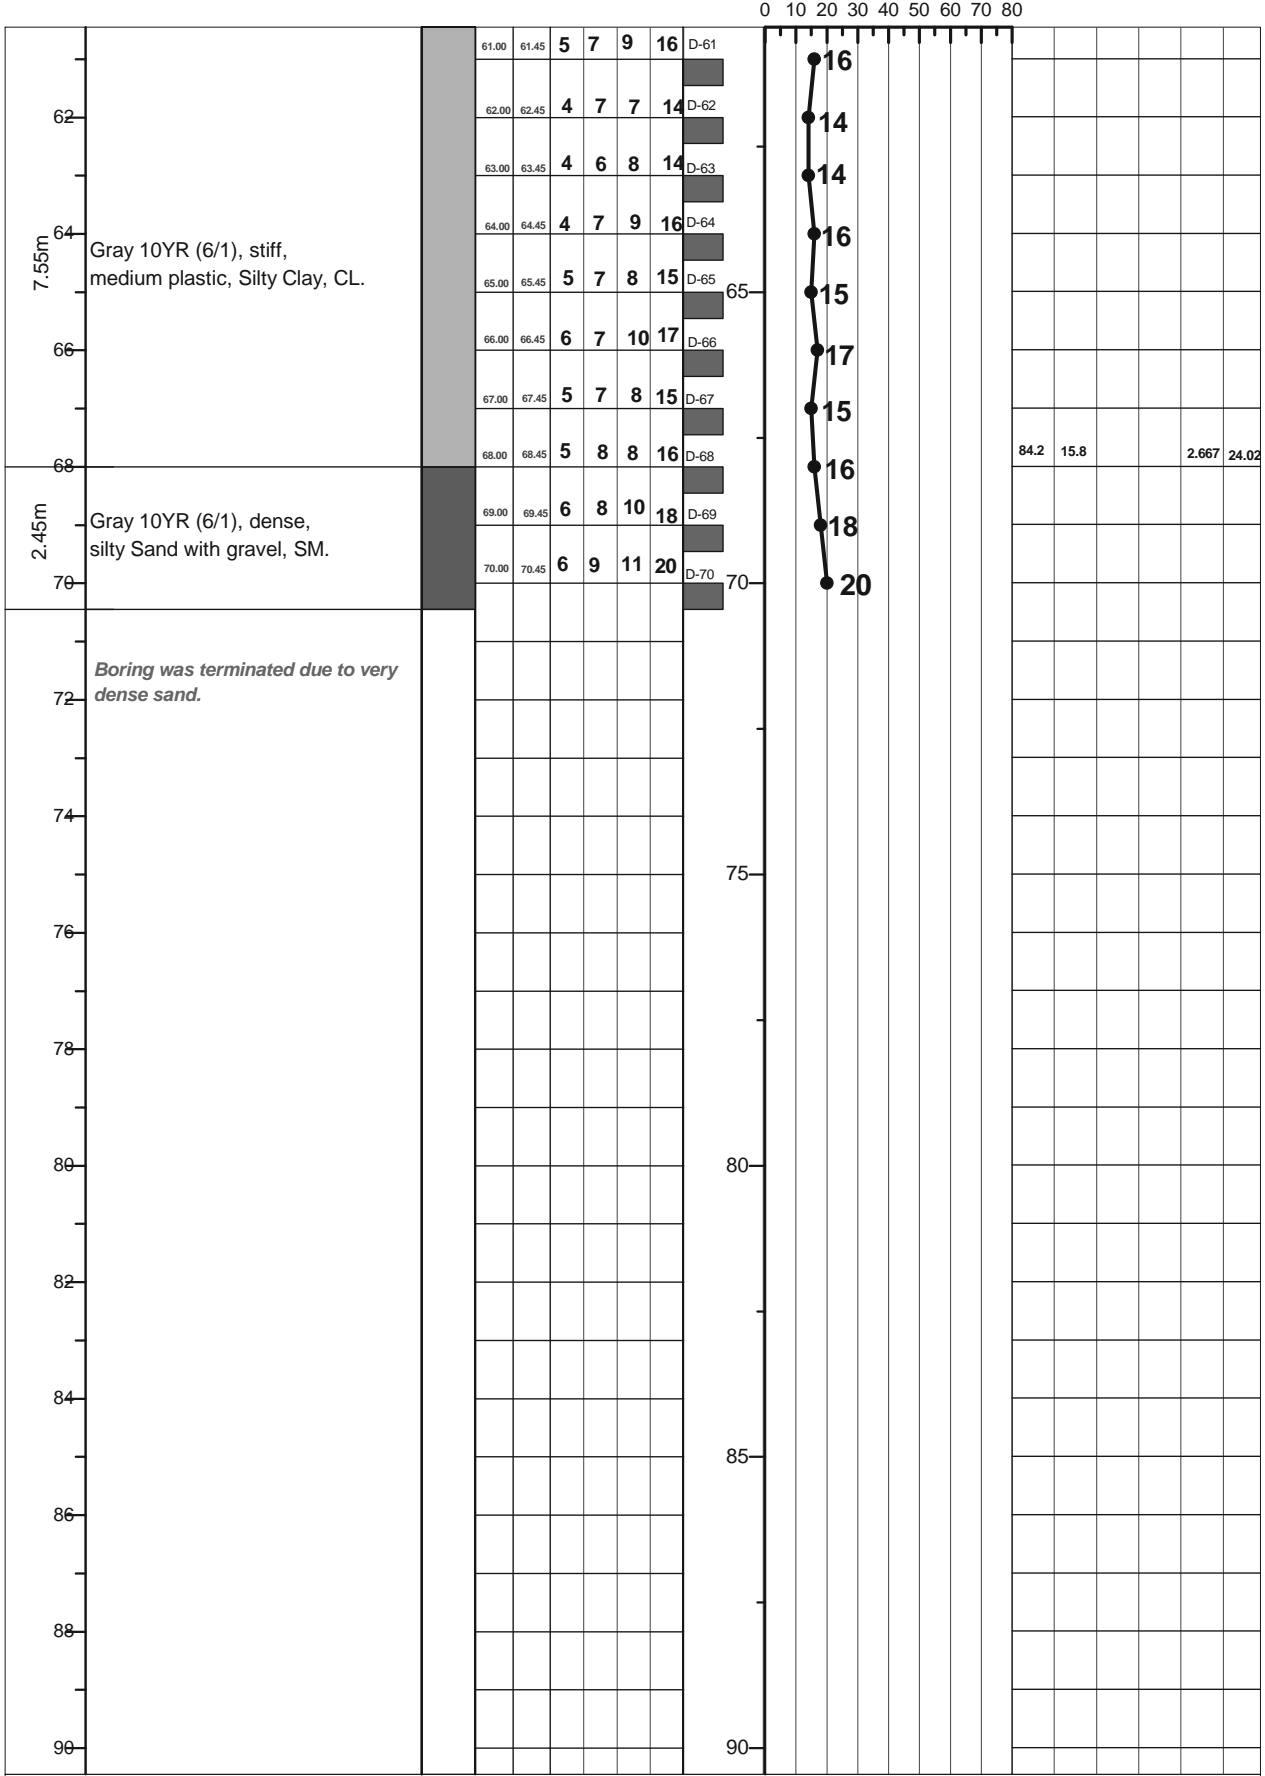 0 10 20 30 40 50 60 70 80
61.00 61.45 5 7 9 16 D-61
16
62 62.00 62.45 4 7 7 14 D-62
14
63.00 63.45 4 6 8 14 D-63
14
64 64.00 64.45 4 7 9 16 D-64
16
7.55m
Gray 10YR (6/1), stiff,
medium plastic, Silty Clay, CL.
65.00 65.45 5 7 8 15 D-65
65 15
66 66.00 66.45 6 7 10 17 D-66
17
67.00 67.45 5 7 8 15 D-67
15
68 68.00 68.45 5 8 8 16 D-68
16
84.2 15.8 2.667 24.02
2.45m
Gray 10YR (6/1), dense,
silty Sand with gravel, SM.
69.00 69.45 6 8 10 18 D-69
18
70 70.00 70.45 6 9 11 20 D-70
70 20
Boring was terminated due to very
dense sand.
72
74
75
76
78
80 80
82
84
85
86
88
90 90